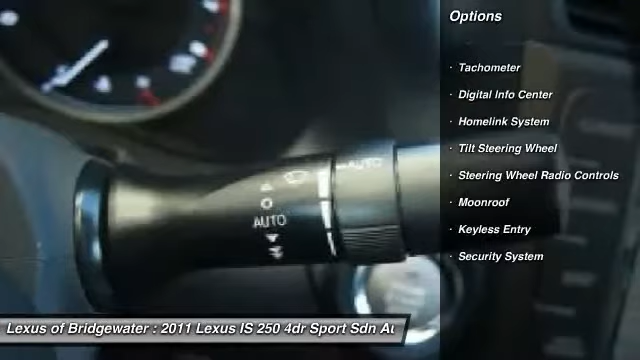 Options
· Tachometer
· Digital Info Center
· Homelink System
· Tilt Steering Wheel
· Steering Wheel Radio Controls
· Moonroof
· Keyless Entry
· Security System
AUTO
AUTO
Lexus of Bridgewater : 2011 Lexus IS 250 4dr Sport Sdn Au